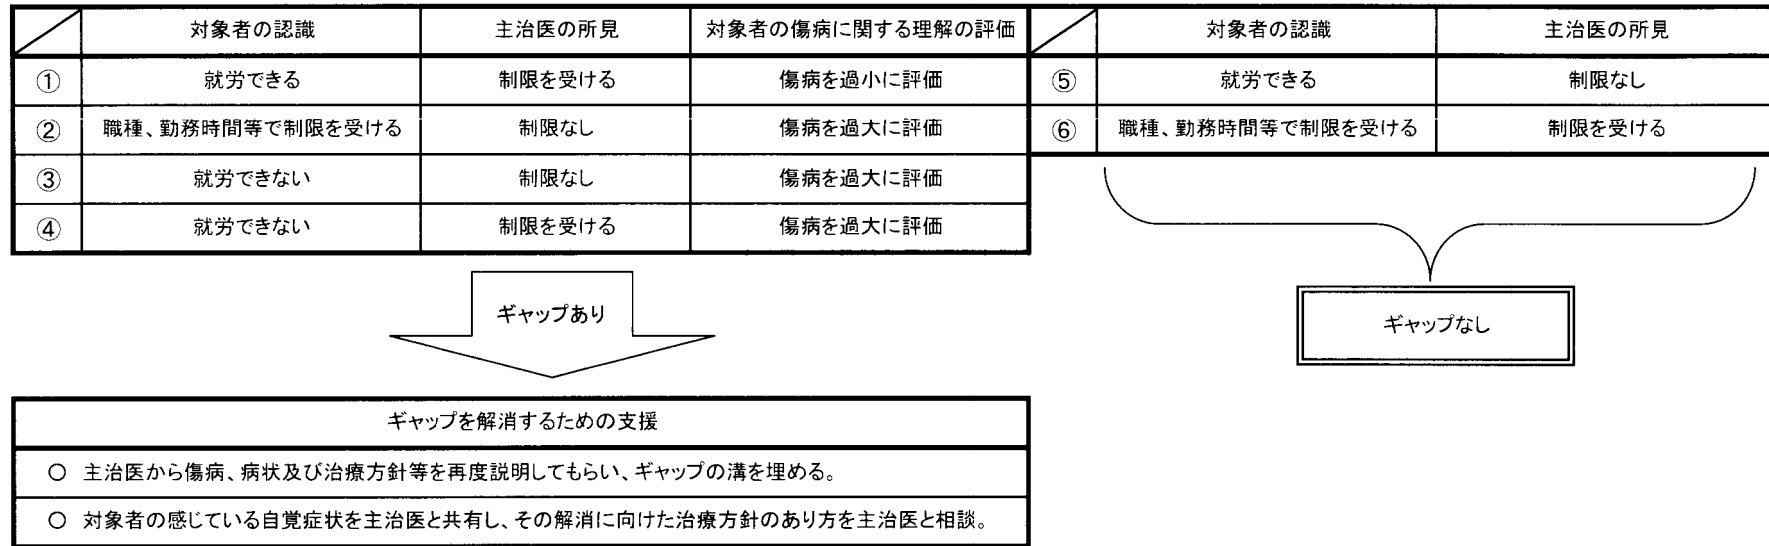 対象者の認識 主治医の所見 対象者の傷病に関する理解の評価
① 就労できる 制限を受ける 傷病を過小に評価
② 職種、勤務時間等で制限を受ける 制限なし 傷病を過大に評価
③ 就労できない 制限なし 傷病を過大に評価
④ 就労できない 制限を受ける 傷病を過大に評価
対象者の認識 主治医の所見
⑤ 就労できる 制限なし
⑥ 職種、勤務時間等で制限を受ける 制限を受ける
ギャップあり
ギャップなし
ギャップを解消するための支援
○ 主治医から傷病、病状及び治療方針等を再度説明してもらい、ギャップの溝を埋める。
○ 対象者の感じている自覚症状を主治医と共有し、その解消に向けた治療方針のあり方を主治医と相談。